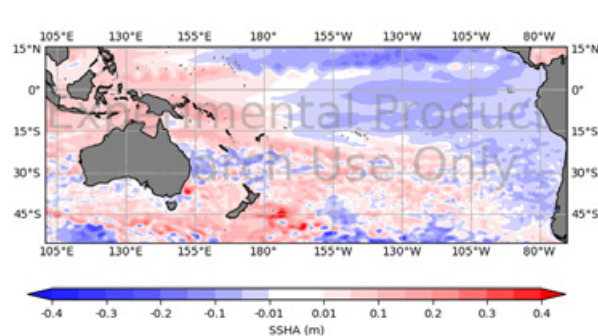 105°E 130°E 155°E 180° 155°W 130°W 105°W 80°W
15°N 15°N
0° 0°
Experimental Product
15°S 15°S
Research Use Only
30°S 30°S
45°S 45°S
105°E 130°E 155°E 180° 155°W 130°W 105°W 80°W
-0.4 -0.3 -0.2 -0.1 -0.01 0.01 0.1 0.2 0.3 0.4
SSHA (m)